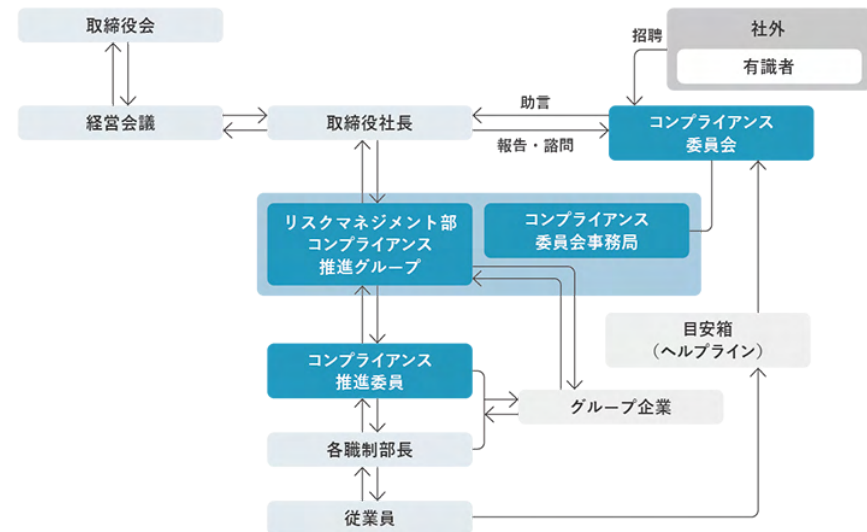 取締役会
社外
招聘
有識者
経営会議
取締役社長
助言
報告・諮問
コンプライアンス
委員会
リスクマネジメント部
コンプライアンス
推進グループ
コンプライアンス
委員会事務局
目安箱
（ヘルプライン）
コンプライアンス
推進委員
グループ企業
各職制部長
従業員